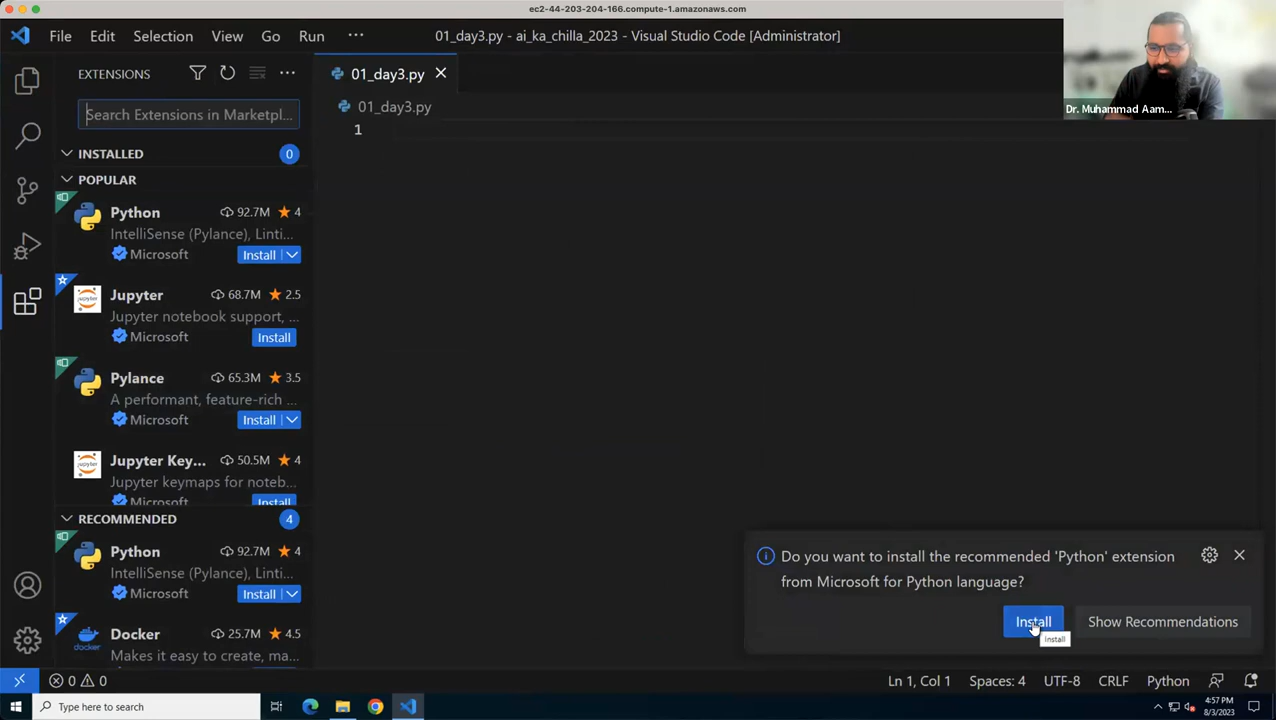 ec2-44-203-204-166.compute-1.amazonaws.com
File Edit Selection View Go Run ··· 01_day3.py - ai_ka_chilla_2023 - Visual Studio Code [Administrator]
Dr. Muhammad Aam...
EXTENSIONS
01_day3.py
Search Extensions in Marketpl...
01_day3.py
1
INSTALLED 0
POPULAR
Python 92.7M 4
IntelliSense (Pylance), Linti...
Microsoft Install
Jupyter 68.7M 2.5
Jupyter notebook support, ...
Microsoft Install
Pylance 65.3M 3.5
A performant, feature-rich ...
Microsoft Install
Jupyter Key... 50.5M 4
Jupyter keymaps for noteb...
Microsoft Install
RECOMMENDED 4
Python 92.7M 4
IntelliSense (Pylance), Linti...
Microsoft Install
Docker 25.7M 4.5
Makes it easy to create, ma...
Do you want to install the recommended 'Python' extension
from Microsoft for Python language?
Install Show Recommendations
Install
0 0 Ln 1, Col 1 Spaces: 4 UTF-8 CRLF Python
Type here to search
4:57 PM
8/3/2023